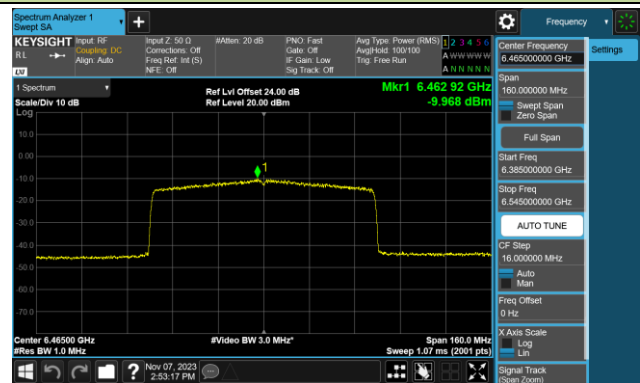 Spectrum Analyzer 1
Swept SA
Frequency
KEYSIGHT
RL
Input: RF
Coupling: DC
Align: Auto
Input Z: 50 Ω
Corrections: Off
Freq Ref: Int (S)
NFE: Off
#Atten: 20 dB
PNO: Fast
Gate: Off
IF Gain: Low
Sig Track: Off
Avg Type: Power (RMS)
Avg|Hold: 100/100
Trig: Free Run
1 2 3 4 5 6
A W W W W W
A N N N N N
LXI
1 Spectrum
Scale/Div 10 dB
Log
Ref Lvl Offset 24.00 dB
Ref Level 20.00 dBm
Mkr1 6.462 92 GHz
-9.968 dBm
1
10.0
0.00
-10.0
-20.0
-30.0
-40.0
-50.0
-60.0
-70.0
Center 6.46500 GHz
#Res BW 1.0 MHz
#Video BW 3.0 MHz*
Span 160.0 MHz
Sweep 1.07 ms (2001 pts)
Nov 07, 2023
2:53:17 PM
Center Frequency
6.465000000 GHz
Settings
Span
160.000000 MHz
Swept Span
Zero Span
Full Span
Start Freq
6.385000000 GHz
Stop Freq
6.545000000 GHz
AUTO TUNE
CF Step
16.000000 MHz
Auto
Man
Freq Offset
0 Hz
X Axis Scale
Log
Lin
Signal Track
(Span Zoom)